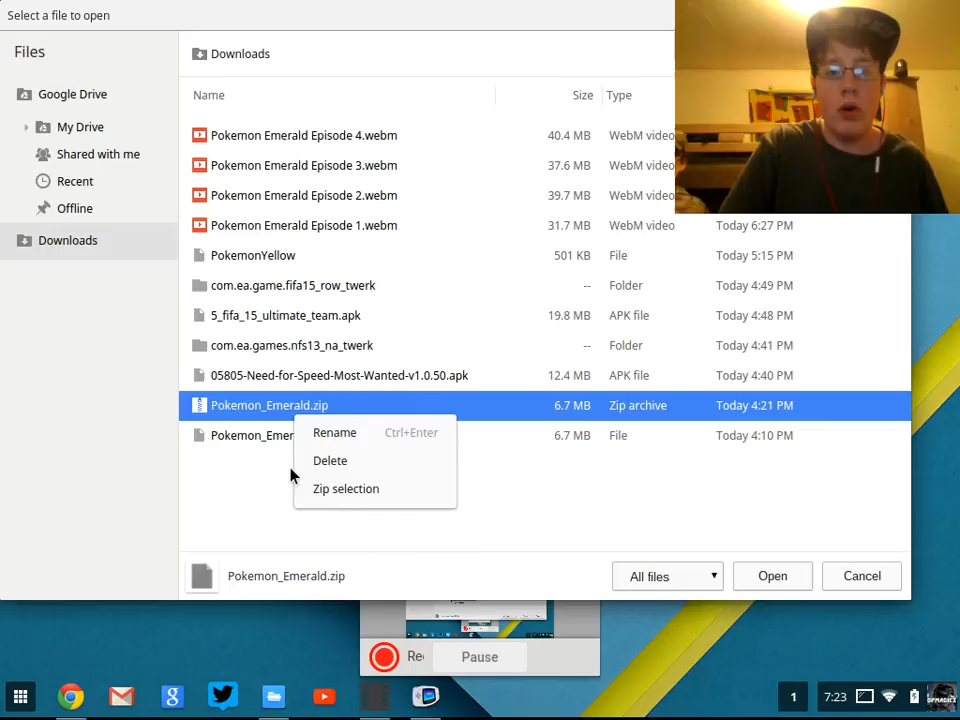 Select a file to open
Files
Downloads
Google Drive
My Drive
Shared with me
Recent
Offline
Downloads
Name Size Type
Pokemon Emerald Episode 4.webm 40.4 MB WebM video
Pokemon Emerald Episode 3.webm 37.6 MB WebM video
Pokemon Emerald Episode 2.webm 39.7 MB WebM video
Pokemon Emerald Episode 1.webm 31.7 MB WebM video Today 6:27 PM
PokemonYellow 501 KB File Today 5:15 PM
com.ea.game.fifa15_row_twerk -- Folder Today 4:49 PM
5_fifa_15_ultimate_team.apk 19.8 MB APK file Today 4:48 PM
com.ea.games.nfs13_na_twerk -- Folder Today 4:41 PM
05805-Need-for-Speed-Most-Wanted-v1.0.50.apk 12.4 MB APK file Today 4:40 PM
Pokemon_Emerald.zip 6.7 MB Zip archive Today 4:21 PM
Pokemon_Emer 6.7 MB File Today 4:10 PM
Rename Ctrl+Enter
Delete
Zip selection
Pokemon_Emerald.zip All files Open Cancel
Rec Pause
1 7:23